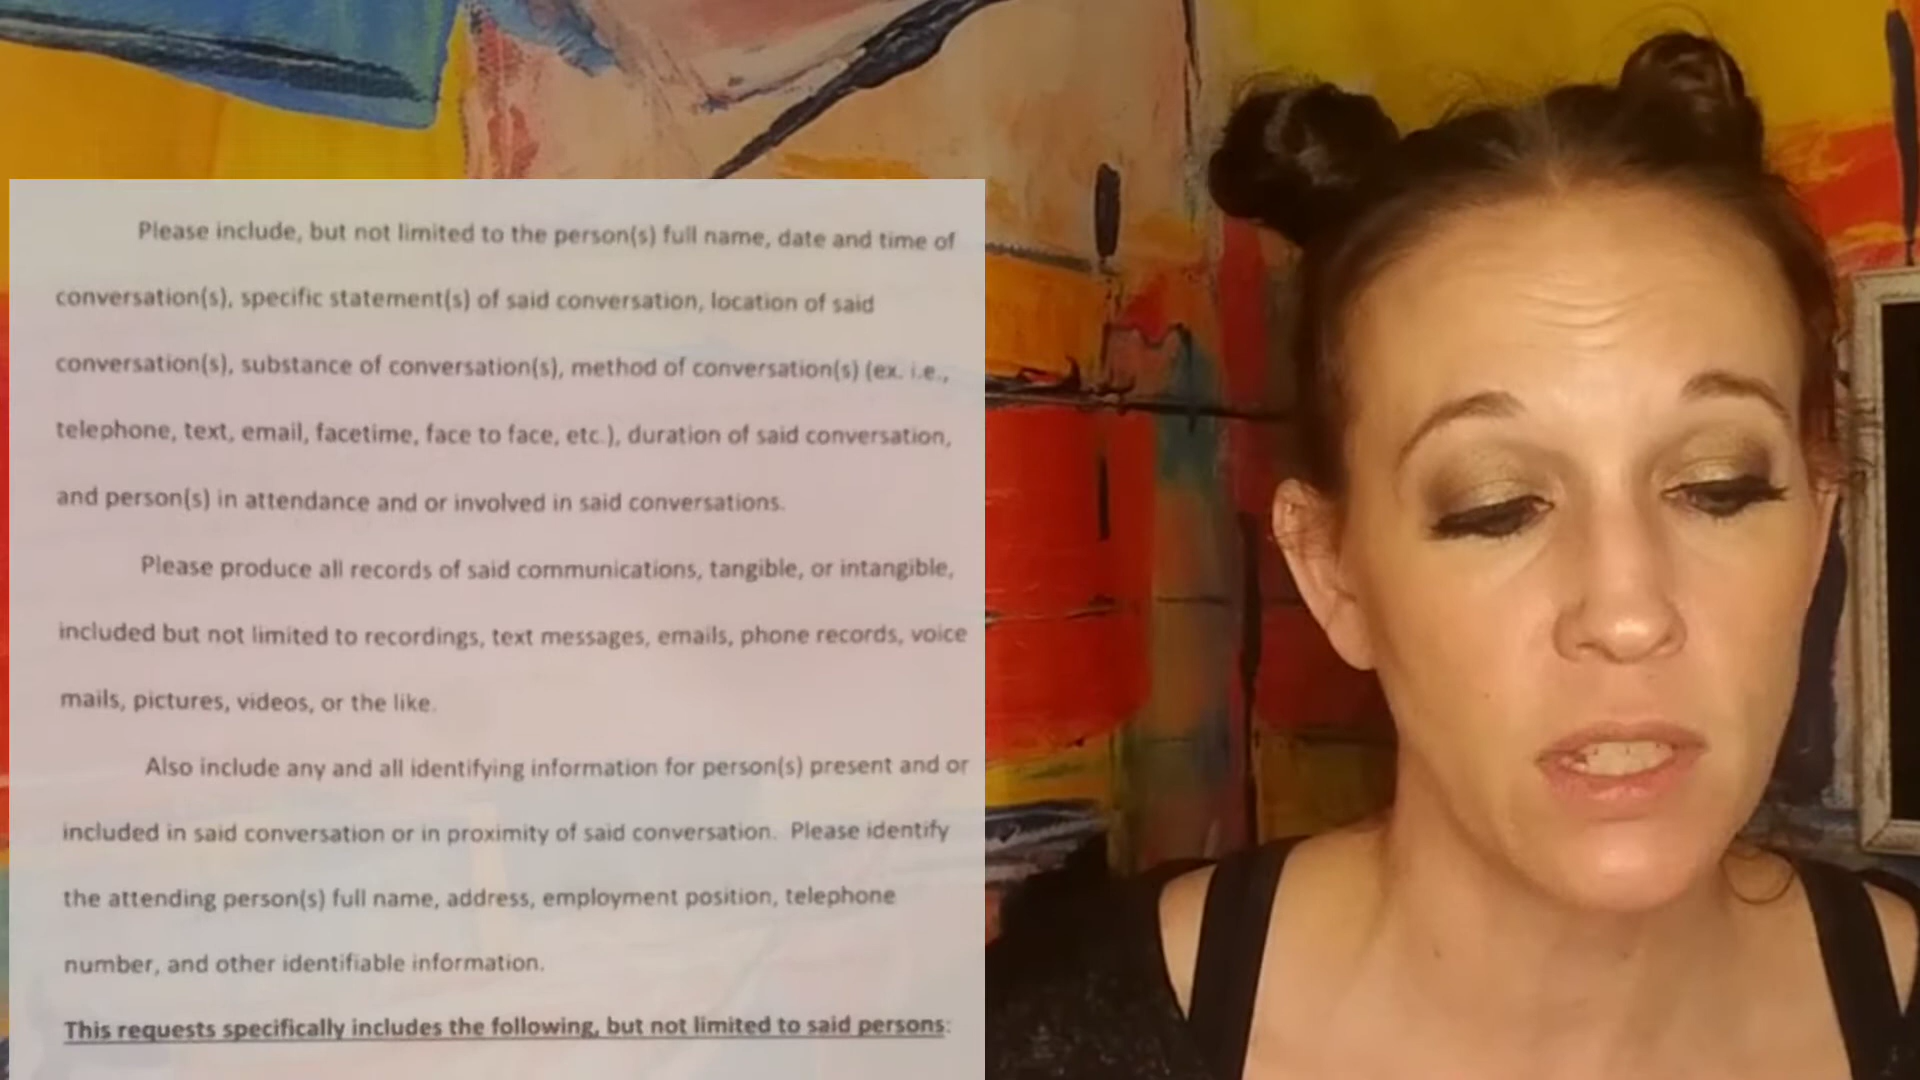 Please include, but not limited to the person(s) full name, date and time of
conversation(s), specific statement(s) of said conversation, location of said
conversation(s), substance of conversation(s), method of conversation(s) (ex. i.e.,
telephone, text, email, facetime, face to face, etc.), duration of said conversation,
and person(s) in attendance and or involved in said conversations.
Please produce all records of said communications, tangible, or intangible,
included but not limited to recordings, text messages, emails, phone records, voice
mails, pictures, videos, or the like.
Also include any and all identifying information for person(s) present and or
included in said conversation or in proximity of said conversation. Please identify
the attending person(s) full name, address, employment position, telephone
number, and other identifiable information.
This requests specifically includes the following, but not limited to said persons: